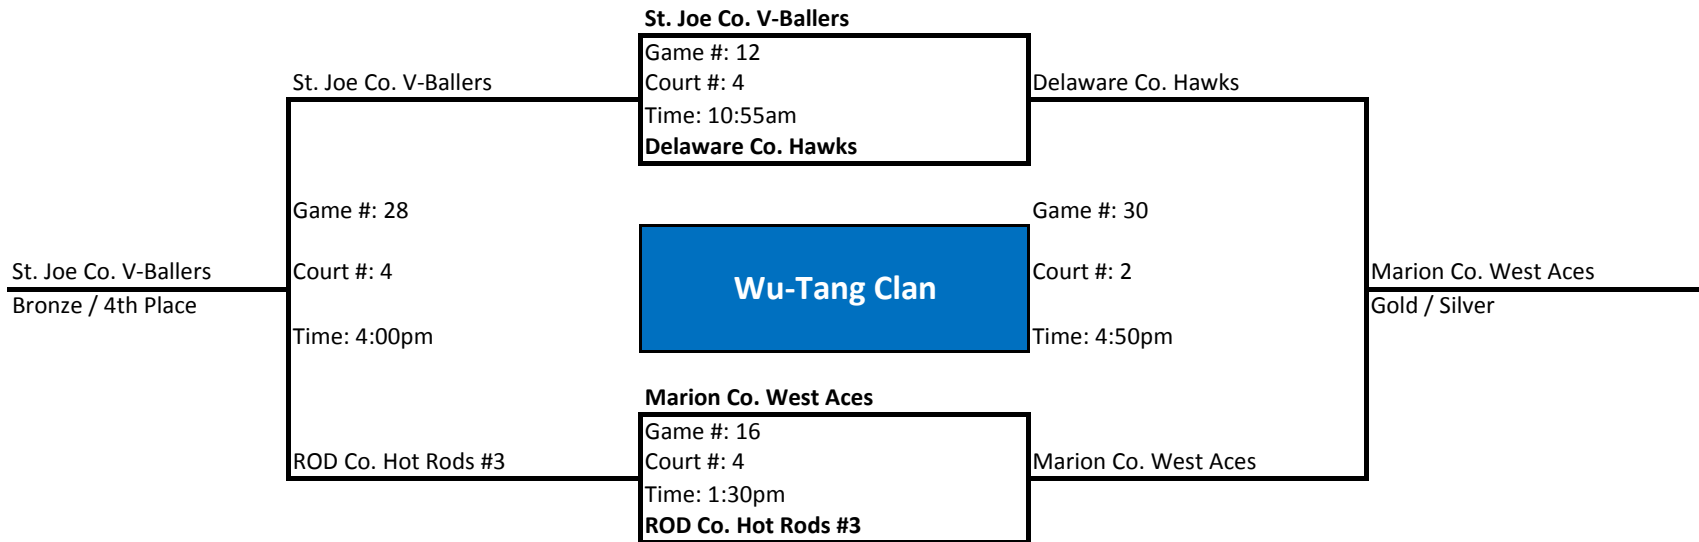 St. Joe Co. V-Ballers
Game #: 12
St. Joe Co. V-Ballers
Court #: 4
Delaware Co. Hawks
Time: 10:55am
Delaware Co. Hawks
Game #: 28
Game #: 30
St. Joe Co. V-Ballers
Court #: 4
Wu-Tang Clan
Court #: 2
Marion Co. West Aces
Bronze / 4th Place
Gold / Silver
Time: 4:00pm
Time: 4:50pm
Marion Co. West Aces
Game #: 16
ROD Co. Hot Rods #3
Court #: 4
Marion Co. West Aces
Time: 1:30pm
ROD Co. Hot Rods #3